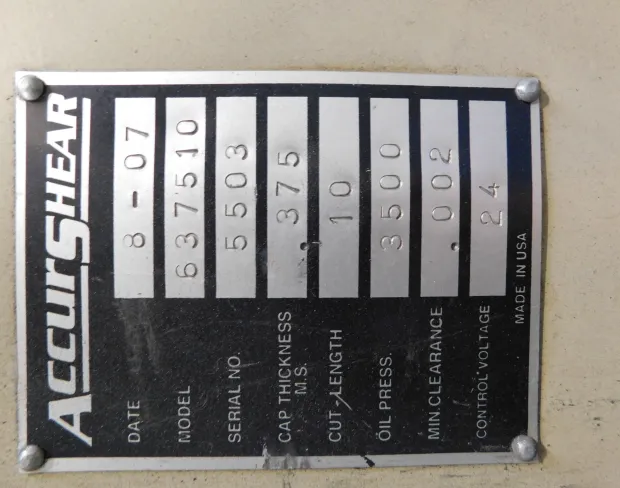 ACCURSHEAR
DATE 8-07
MODEL 637510
SERIAL NO. 5503
CAP THICKNESS M.S. .375
CUT LENGTH 10
OIL PRESS. 3500
MIN. CLEARANCE .002
CONTROL VOLTAGE 24
MADE IN USA